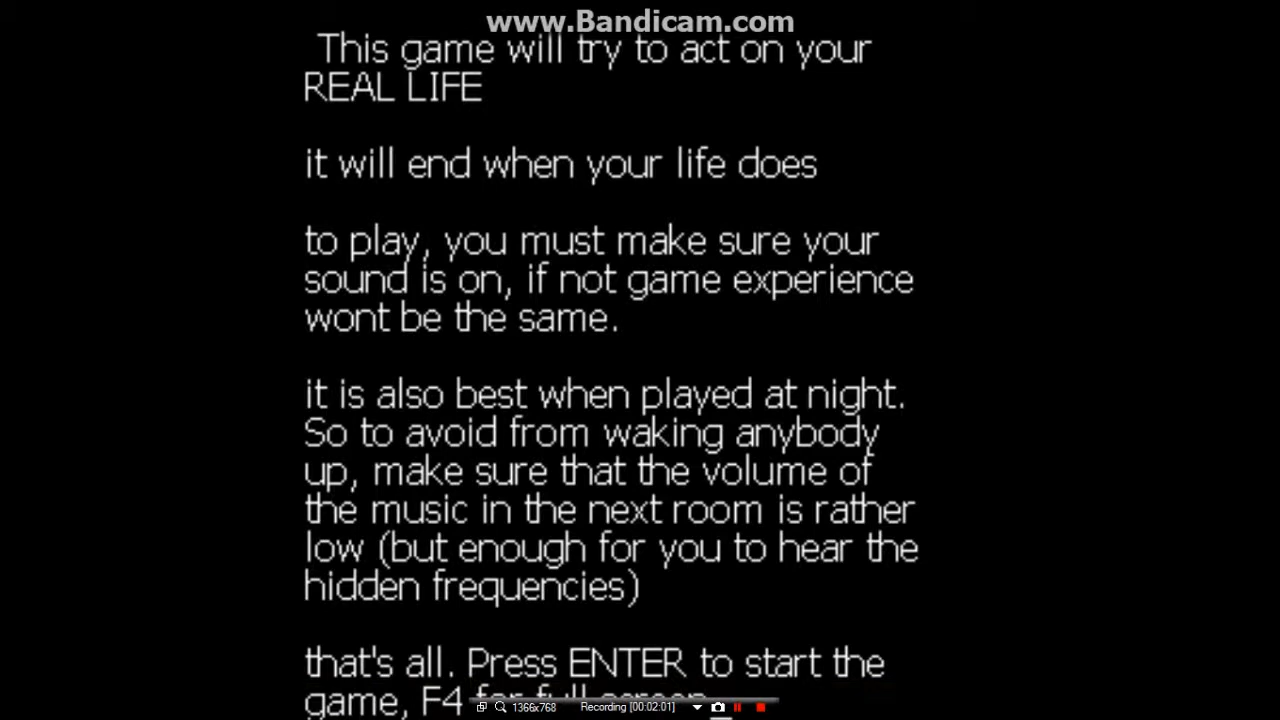 www.Bandicam.com
This game will try to act on your
REAL LIFE
it will end when your life does
to play, you must make sure your
sound is on, if not game experience
wont be the same.
it is also best when played at night.
So to avoid from waking anybody
up, make sure that the volume of
the music in the next room is rather
low (but enough for you to hear the
hidden frequencies)
that's all. Press ENTER to start the
game, F4 for full screen
1366x768 Recording [00:02:01]